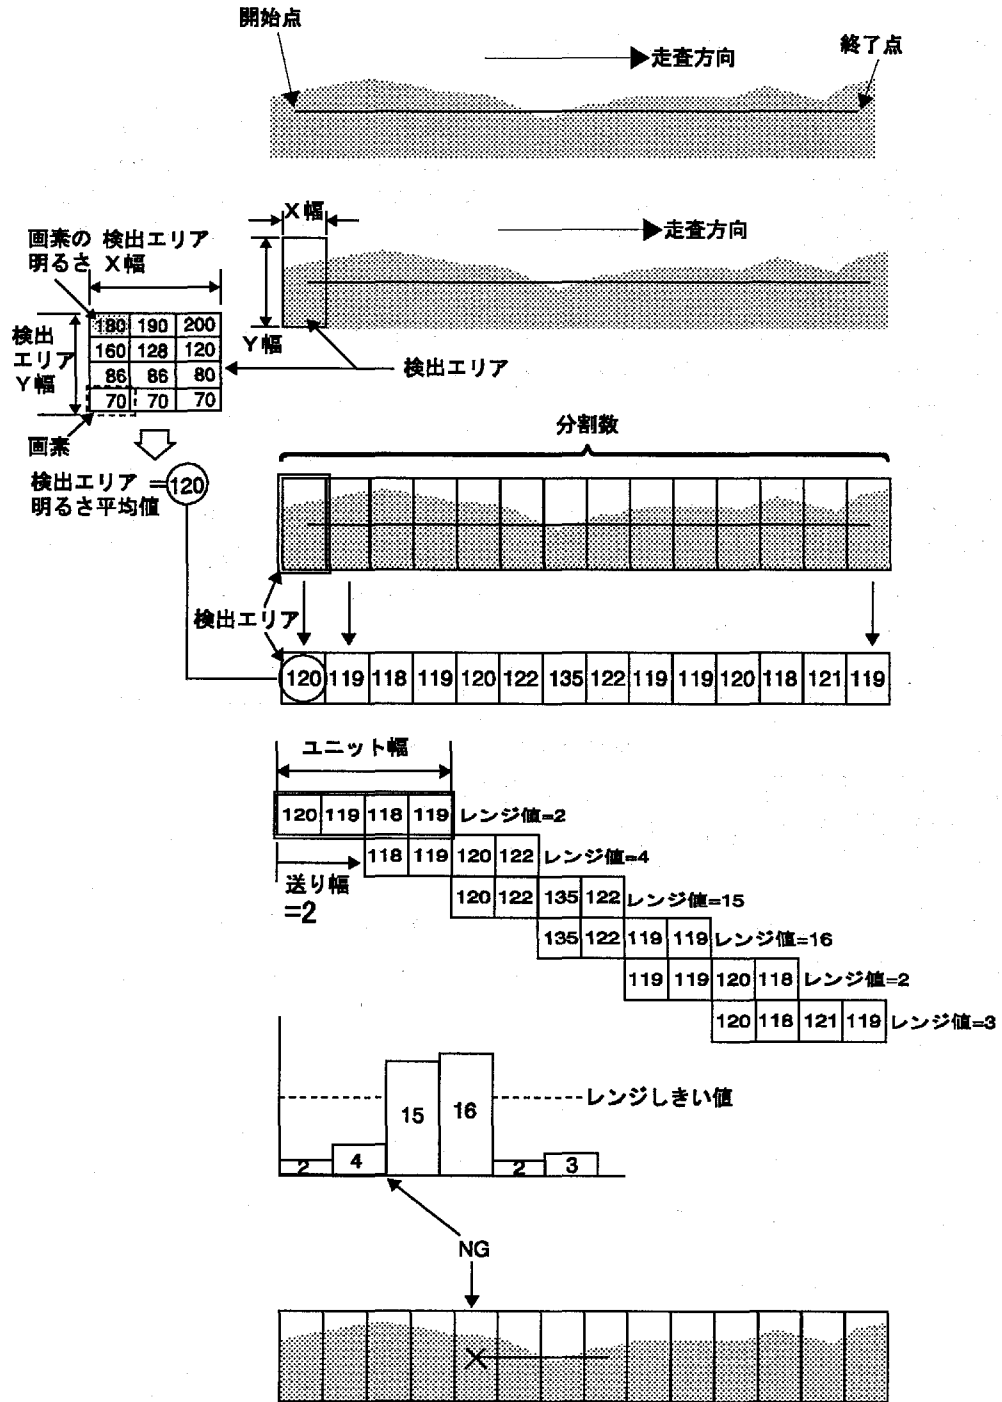 開始点
走査方向
終了点
X幅
走査方向
画素の 検出エリア
明るさ X幅
検出
エリア
Y幅
180 190 200
160 128 120
86 86 80
70 70 70
Y幅
検出エリア
画素
分割数
検出エリア =120
明るさ平均値
検出エリア
120 119 118 119 120 122 135 122 119 119 120 118 121 119
ユニット幅
120 119 118 119 レンジ値=2
118 119 120 122 レンジ値=4
送り幅
=2
120 122 135 122 レンジ値=15
135 122 119 119 レンジ値=16
119 119 120 118 レンジ値=2
120 118 121 119 レンジ値=3
レンジしきい値
2 4 15 16 2 3
NG